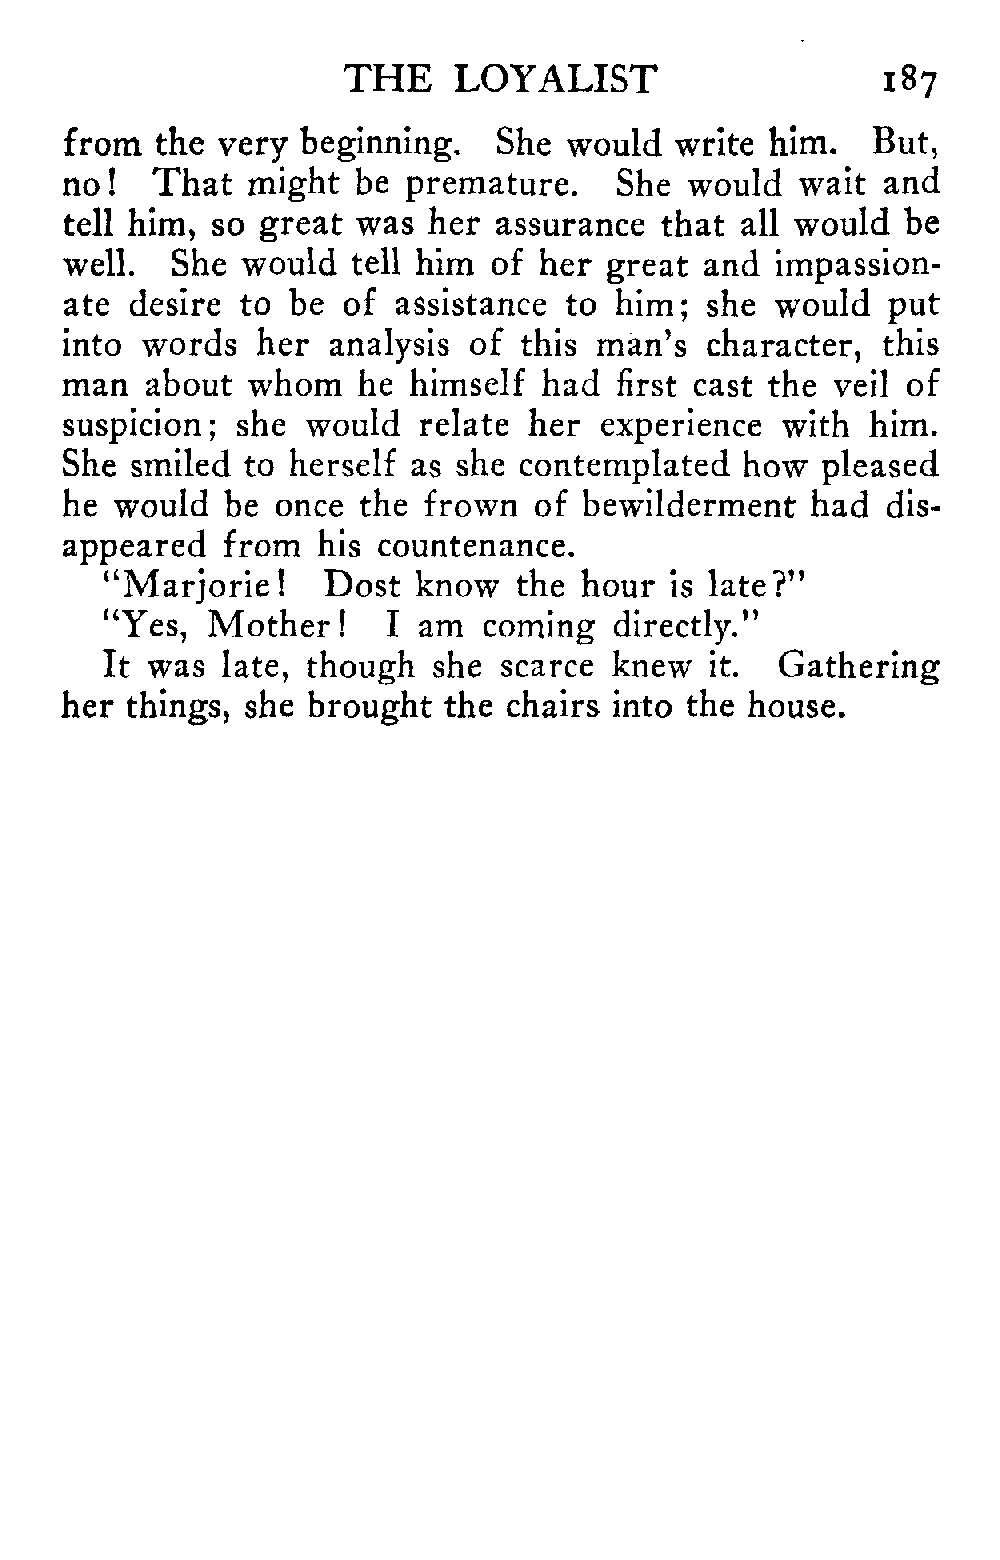 THE LOYALIST 187
from the very beginning. She would write him. But,
no! That might be premature. She would wait and
tell him, so great was her assurance that all would be
well. She would tell him of her great and impassion-
ate desire to be of assistance to him; she would put
into words her analysis of this man's character, this
man about whom he himself had first cast the veil of
suspicion; she would relate her experience with him.
She smiled to herself as she contemplated how pleased
he would be once the frown of bewilderment had dis-
appeared from his countenance.
"Marjorie! Dost know the hour is late?"
"Yes, Mother! I am coming directly."
It was late, though she scarce knew it. Gathering
her things, she brought the chairs into the house.